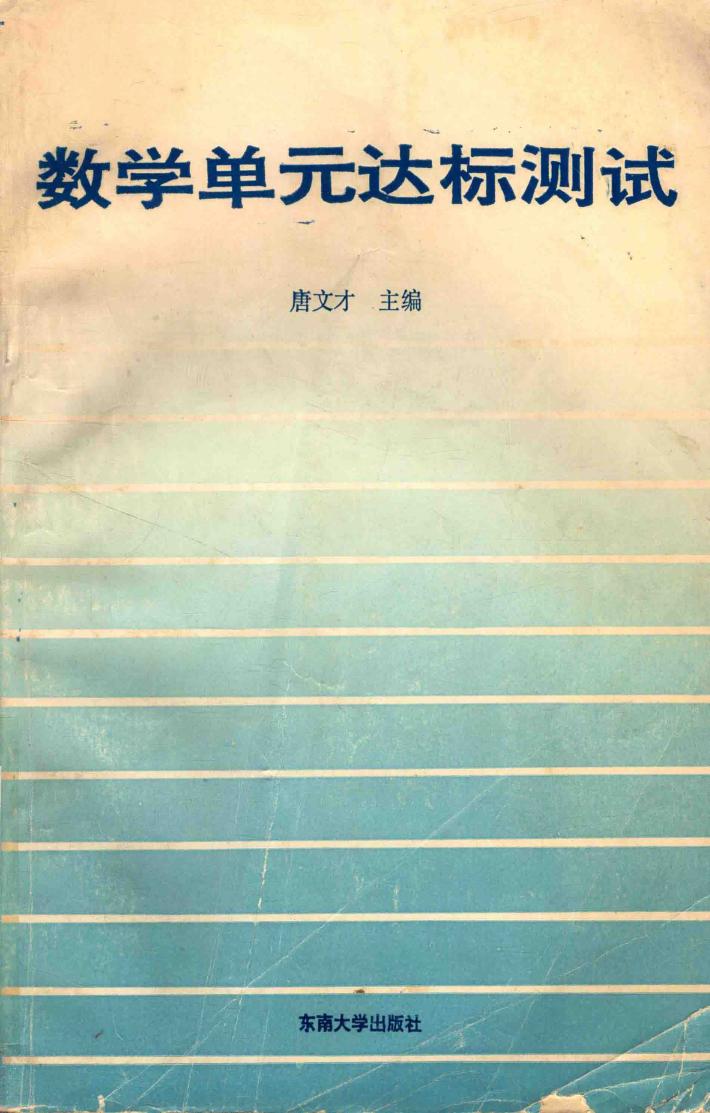 数学单元达标测试
唐文才 主编
东南大学出版社